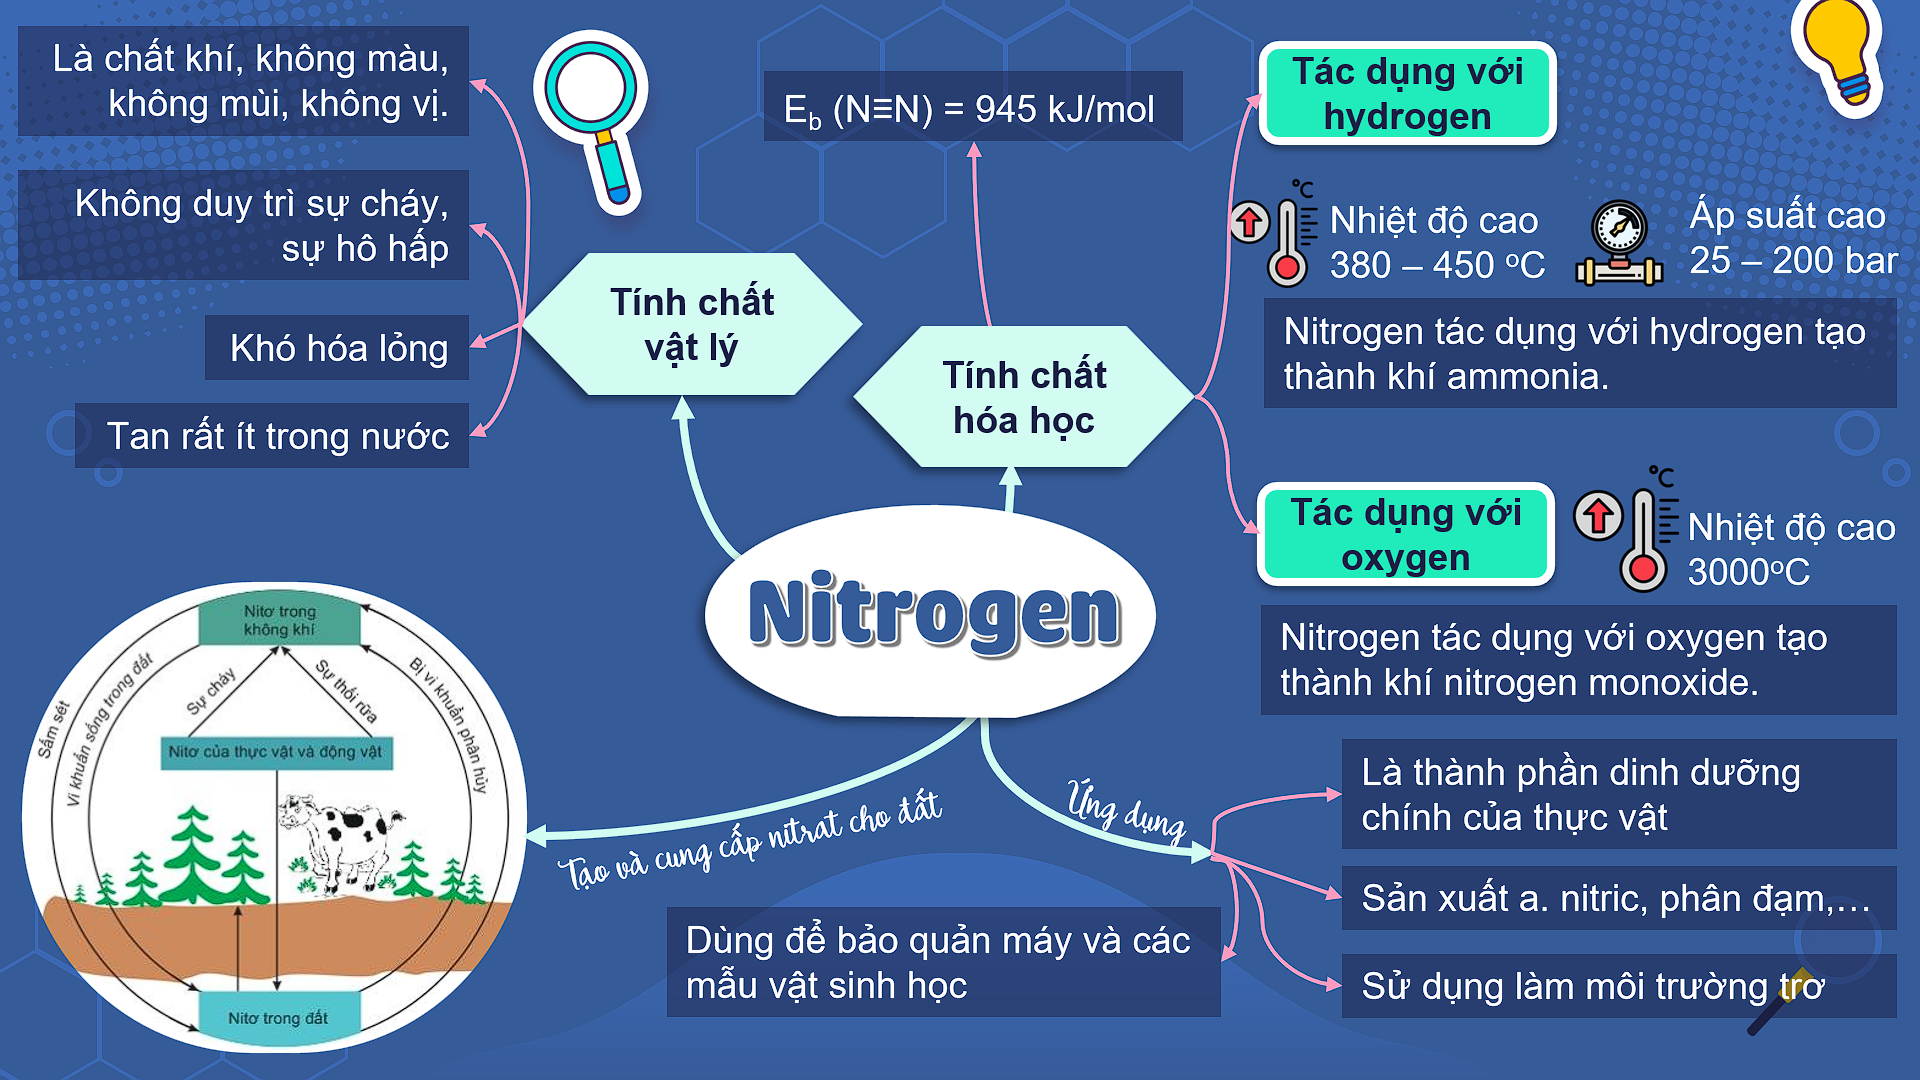 Là chất khí, không màu,
không mùi, không vị.
Không duy trì sự cháy,
sự hô hấp
Khó hóa lỏng
Tan rất ít trong nước
Tính chất
vật lý
E_b (N≡N) = 945 kJ/mol
Tính chất
hóa học
Tác dụng với
hydrogen
°C
Nhiệt độ cao
380 – 450 ºC
Áp suất cao
25 – 200 bar
Nitrogen tác dụng với hydrogen tạo
thành khí ammonia.
Tác dụng với
oxygen
°C
Nhiệt độ cao
3000ºC
Nitrogen tác dụng với oxygen tạo
thành khí nitrogen monoxide.
Nitrogen
Tạo và cung cấp nitrat cho đất
Ứng dụng
Là thành phần dinh dưỡng
chính của thực vật
Sản xuất a. nitric, phân đạm,...
Sử dụng làm môi trường trơ
Dùng để bảo quản máy và các
mẫu vật sinh học
Nitơ trong
không khí
Sấm sét
Vi khuẩn sống trong đất
Sự cháy
Sự thối rữa
Bị vi khuẩn phân hủy
Nitơ của thực vật và động vật
Nitơ trong đất